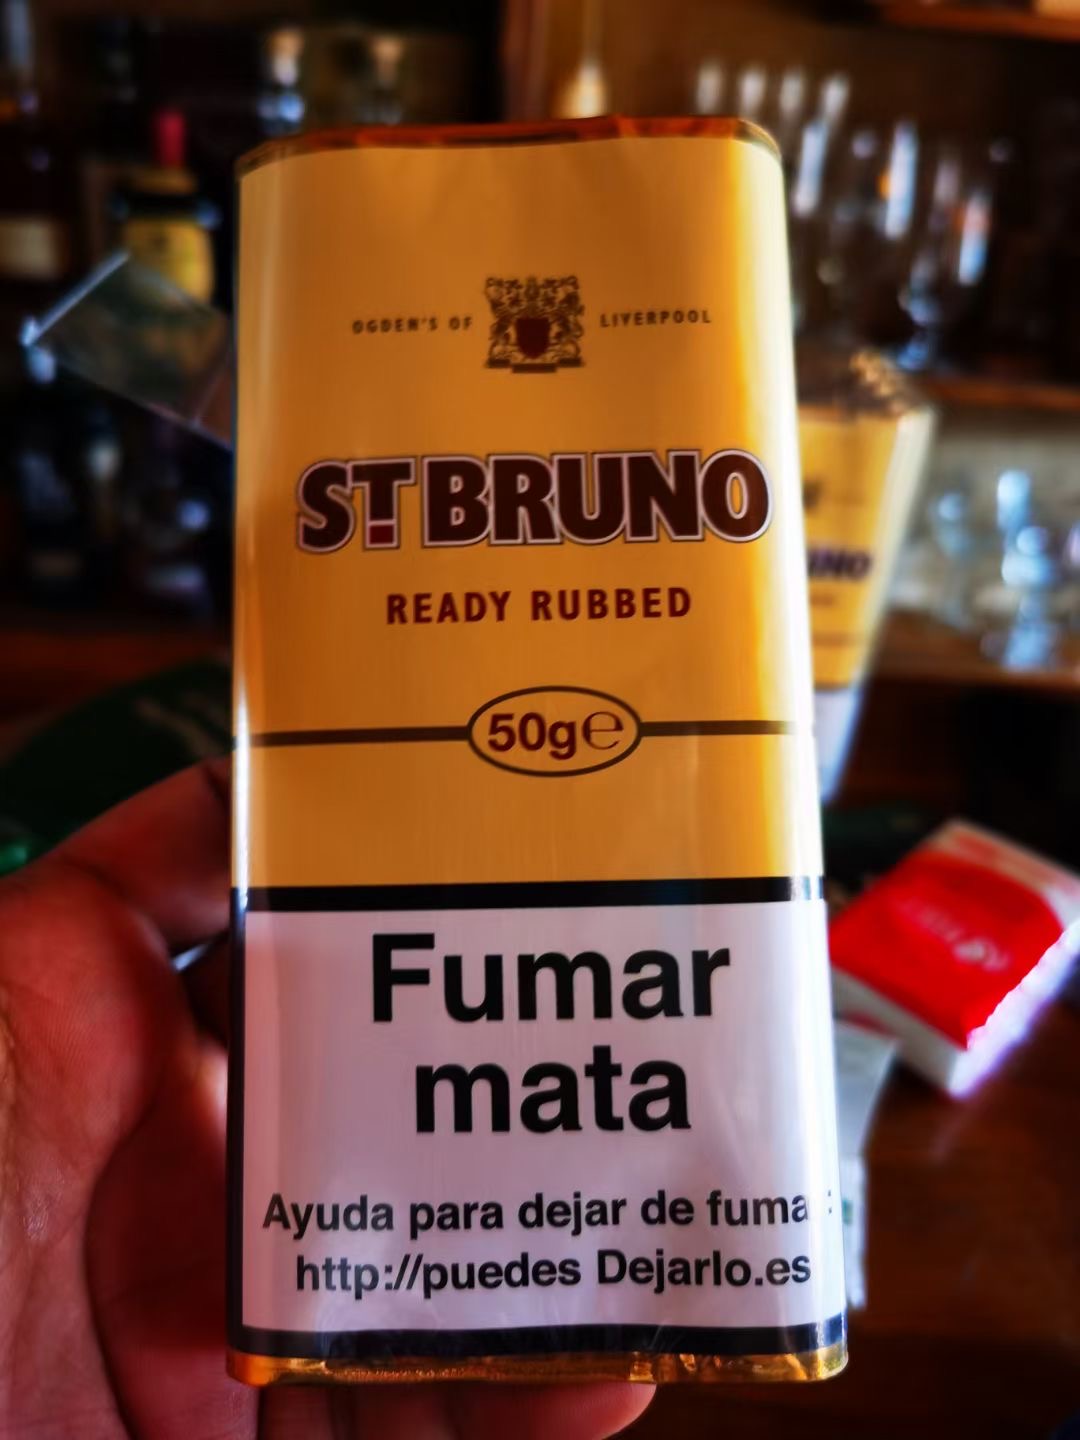 OGDEN'S OF LIVERPOOL
ST. BRUNO
READY RUBBED
50g℮
Fumar
mata
Ayuda para dejar de fuma :
http://puedes Dejarlo.es
UNO